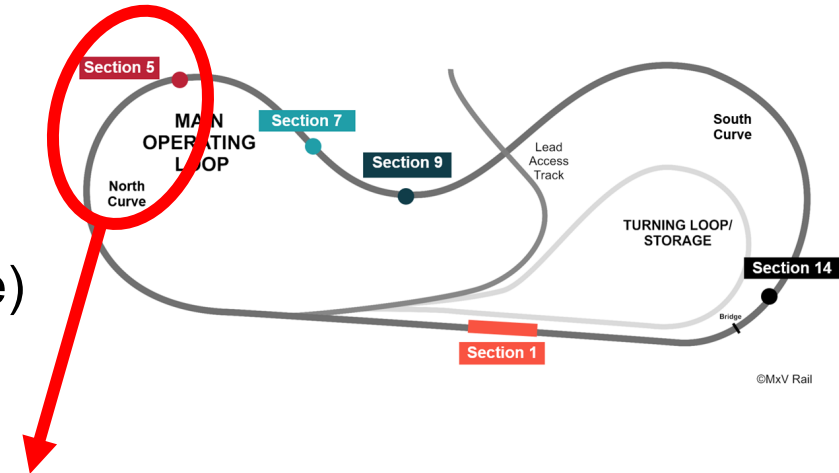 Section 5
MAIN
OPERATING
LOOP
Section 7
Section 9
North
Curve
Lead
Access
Track
South
Curve
TURNING LOOP/
STORAGE
e)
Section 14
Bridge
Section 1
©MxV Rail